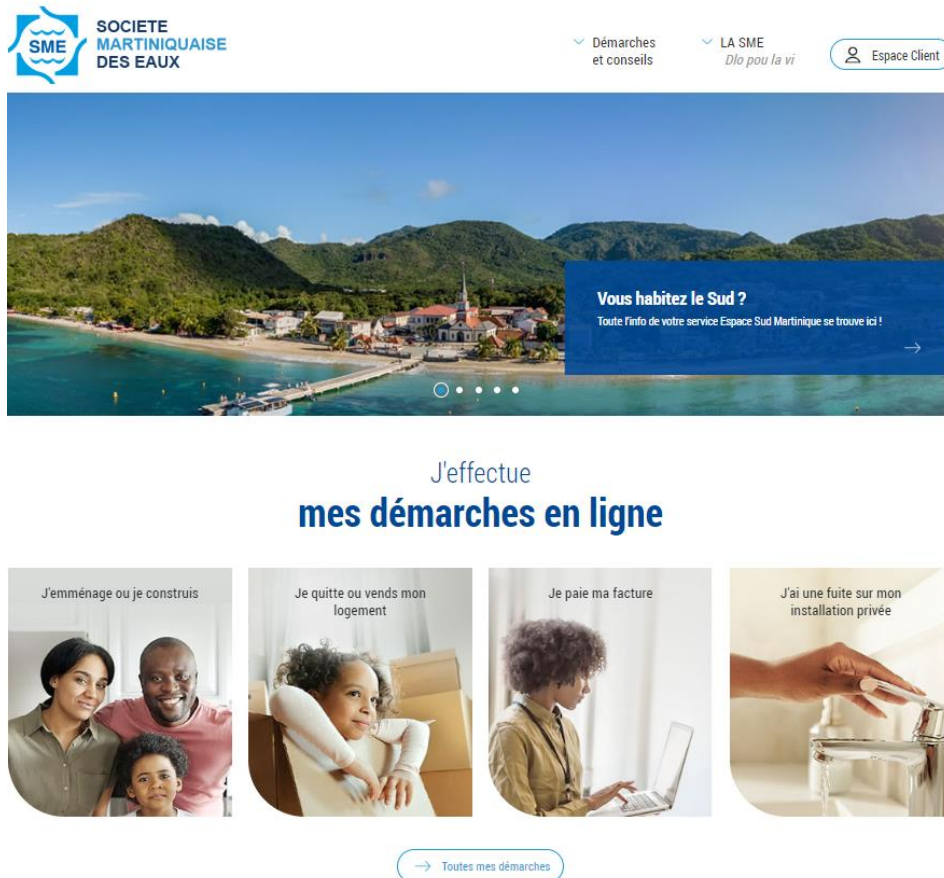 SME
SOCIETE
MARTINIQUAISE
DES EAUX
Démarches
et conseils
LA SME
Dlo pou la vi
Espace Client
Vous habitez le Sud ?
Toute l'info de votre service Espace Sud Martinique se trouve ici !
J'effectue
mes démarches en ligne
J'emménage ou je construis
Je quitte ou vends mon
logement
Je paie ma facture
J'ai une fuite sur mon
installation privée
Toutes mes démarches